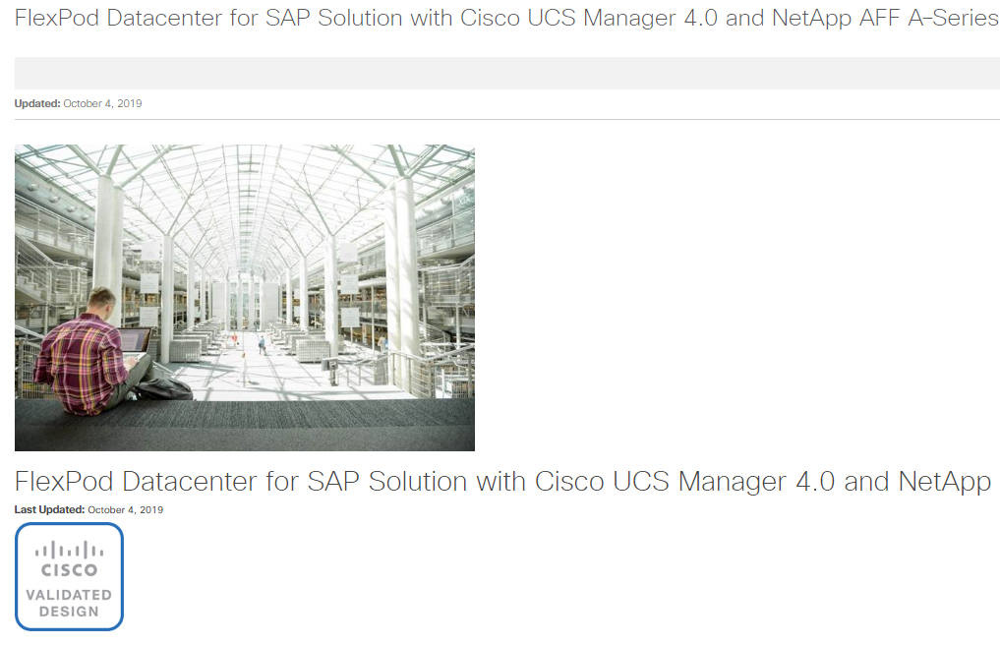 FlexPod Datacenter for SAP Solution with Cisco UCS Manager 4.0 and NetApp AFF A-Series
Updated: October 4, 2019
FlexPod Datacenter for SAP Solution with Cisco UCS Manager 4.0 and NetApp
Last Updated: October 4, 2019
CISCO
VALIDATED
DESIGN